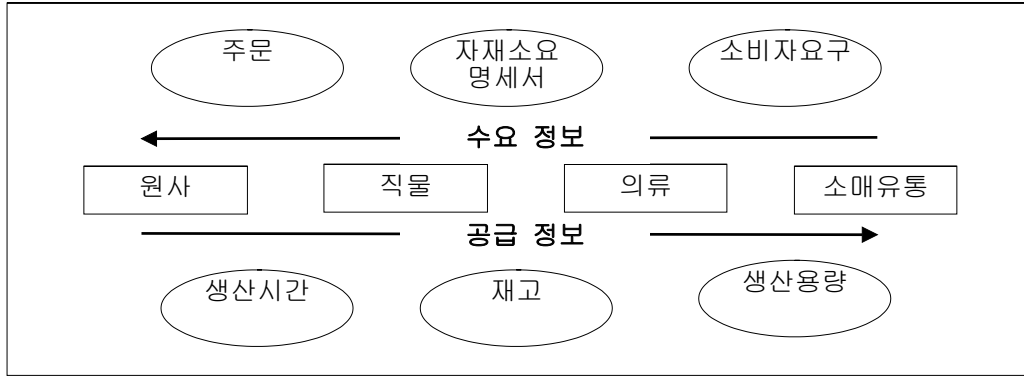 주문
자재소요
명세서
소비자요구
수요 정보
원사
직물
의류
소매유통
공급 정보
생산시간
재고
생산용량